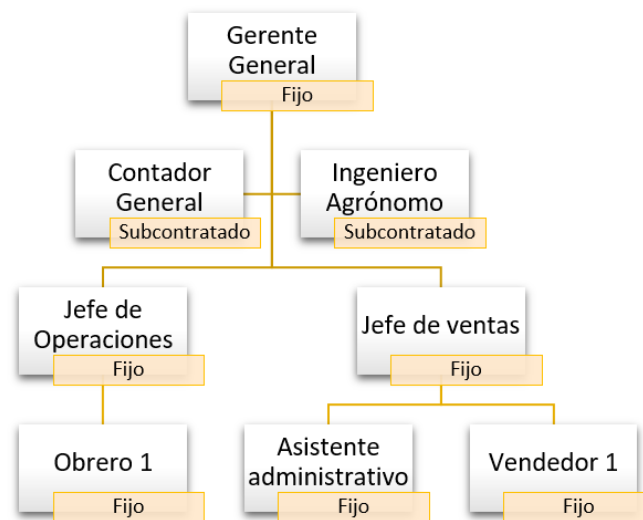 Gerente
General
Fijo
Contador
General
Subcontratado
Ingeniero
Agrónomo
Subcontratado
Jefe de
Operaciones
Fijo
Jefe de ventas
Fijo
Obrero 1
Fijo
Asistente
administrativo
Fijo
Vendedor 1
Fijo